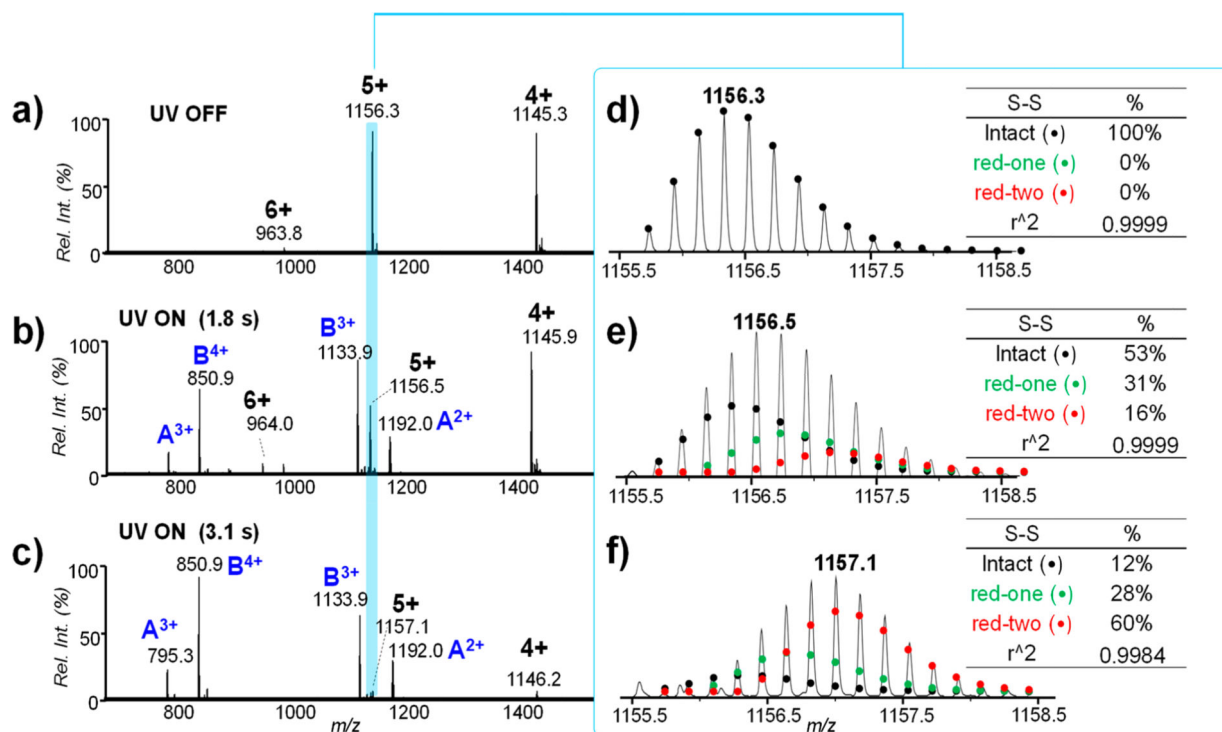 a)
UV OFF
5+
1156.3
4+
1145.3
6+
963.8
100
50
0
Rel. Int. (%)
800
1000
1200
1400
b)
UV ON (1.8 s)
B3+
1133.9
4+
1145.9
B4+
850.9
5+
1156.5
6+
964.0
1192.0 A2+
A3+
100
50
0
Rel. Int. (%)
800
1000
1200
1400
c)
UV ON (3.1 s)
850.9 B4+
B3+
1133.9
5+
1157.1
1192.0 A2+
A3+
795.3
4+
1146.2
100
50
0
Rel. Int. (%)
800
1000
m/z
1200
1400
d)
1156.3
S-S %
Intact (•) 100%
red-one (•) 0%
red-two (•) 0%
r^2 0.9999
1155.5
1156.5
1157.5
1158.5
e)
1156.5
S-S %
Intact (•) 53%
red-one (•) 31%
red-two (•) 16%
r^2 0.9999
1155.5
1156.5
1157.5
1158.5
f)
1157.1
S-S %
Intact (•) 12%
red-one (•) 28%
red-two (•) 60%
r^2 0.9984
1155.5
1156.5
m/z
1157.5
1158.5